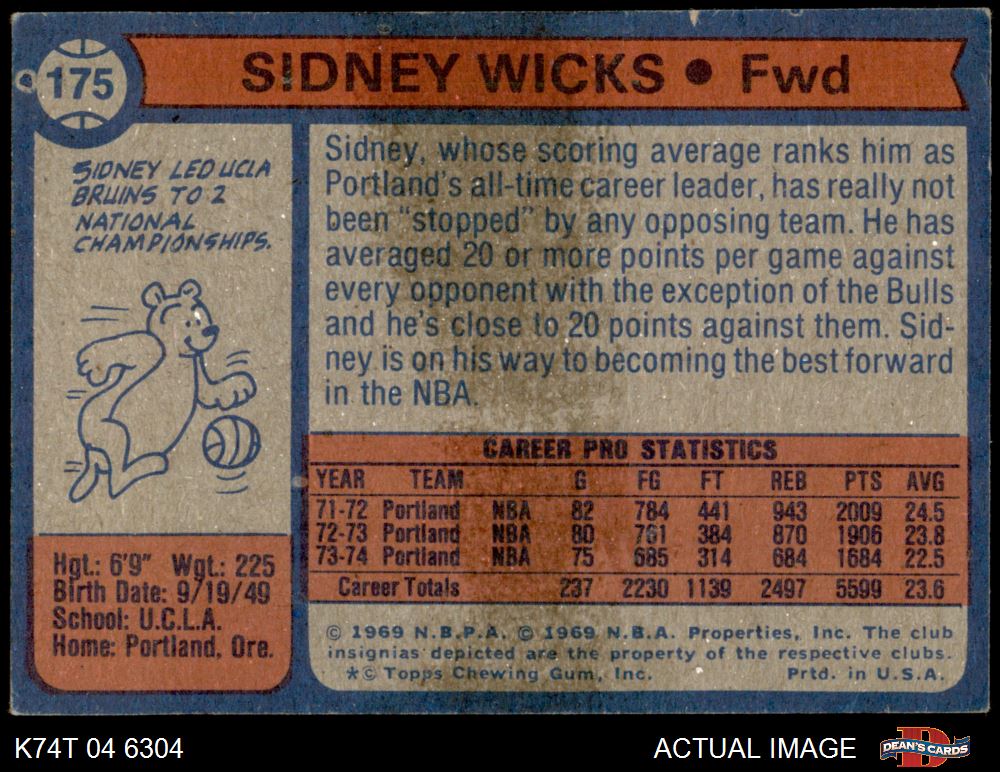 175
SIDNEY WICKS • Fwd
SIDNEY LED UCLA
BRUINS TO 2
NATIONAL
CHAMPIONSHIPS.
Hgt.: 6'9" Wgt.: 225
Birth Date: 9/19/49
School: U.C.L.A.
Home: Portland, Ore.
Sidney, whose scoring average ranks him as
Portland's all-time career leader, has really not
been "stopped" by any opposing team. He has
averaged 20 or more points per game against
every opponent with the exception of the Bulls
and he's close to 20 points against them. Sid-
ney is on his way to becoming the best forward
in the NBA.
CAREER PRO STATISTICS
YEAR TEAM G FG FT REB PTS AVG
71-72 Portland NBA 82 784 441 943 2009 24.5
72-73 Portland NBA 80 761 384 870 1906 23.8
73-74 Portland NBA 75 685 314 684 1684 22.5
Career Totals 237 2230 1139 2497 5599 23.6
© 1969 N.B.P.A. © 1969 N.B.A. Properties, Inc. The club
insignias depicted are the property of the respective clubs.
*© Topps Chewing Gum, Inc. Prtd. in U.S.A.
K74T 04 6304
ACTUAL IMAGE
D
DEAN'S CARDS